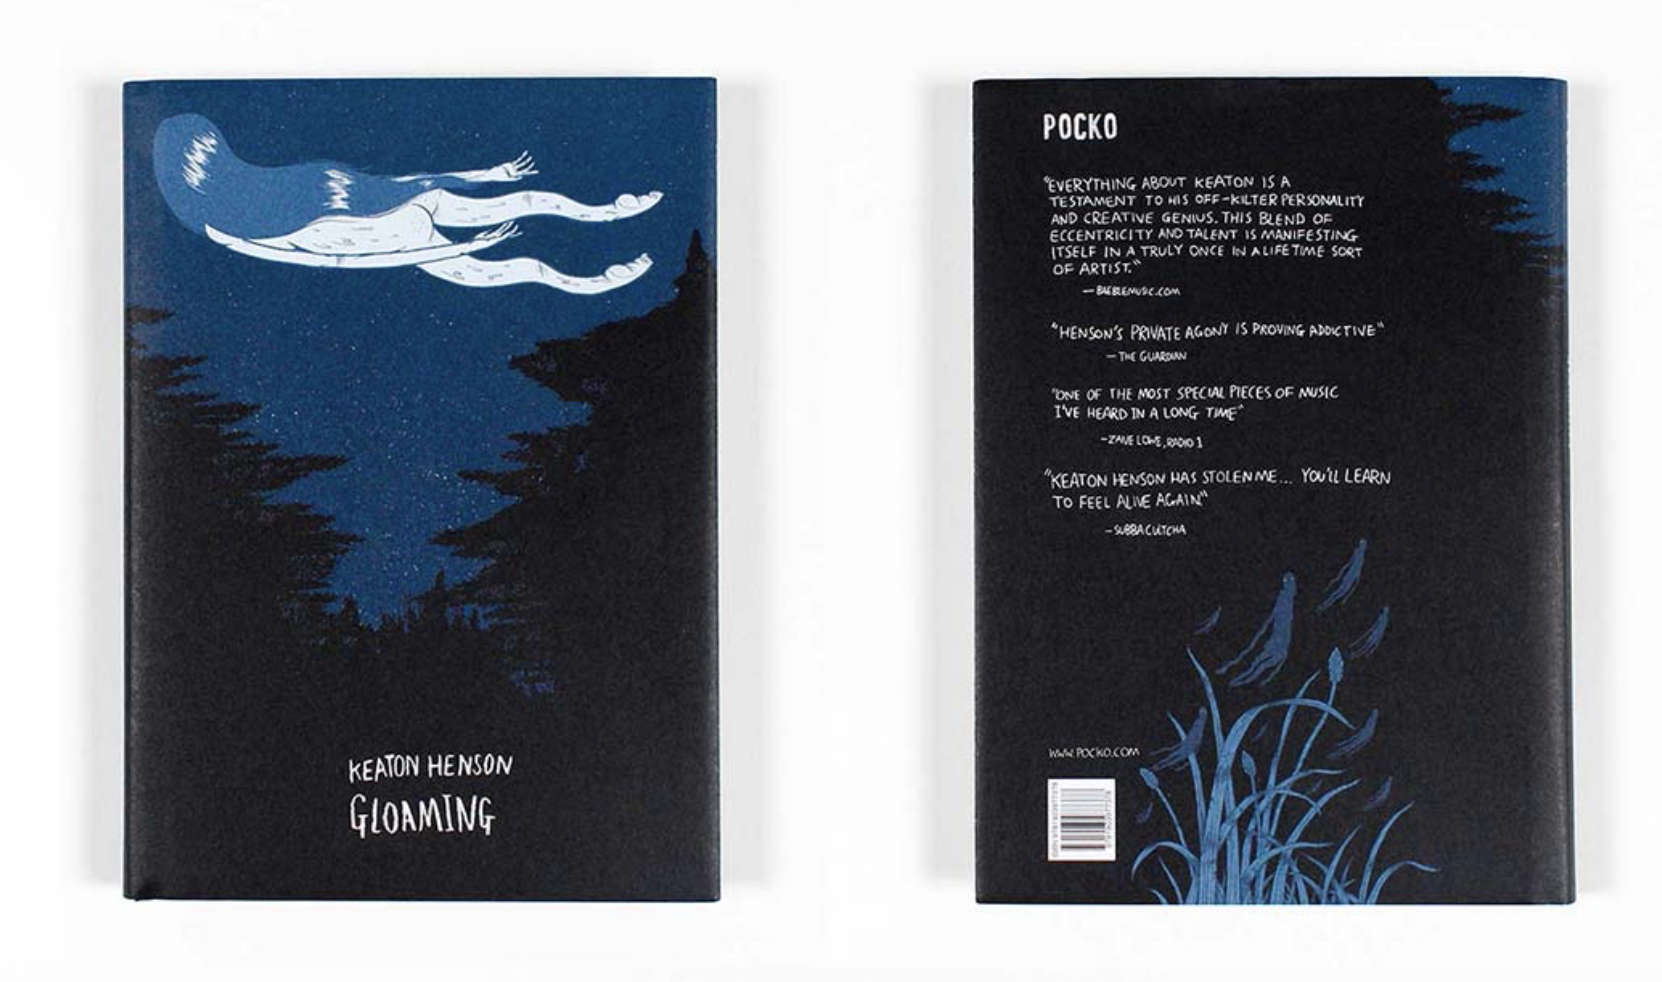 KEATON HENSON
GLOAMING
POCKO
"EVERYTHING ABOUT KEATON IS A
TESTAMENT TO HIS OFF-KILTER PERSONALITY
AND CREATIVE GENIUS. THIS BLEND OF
ECCENTRICITY AND TALENT IS MANIFESTING
ITSELF IN A TRULY ONCE IN A LIFETIME SORT
OF ARTIST."
— BAEBLEMUSIC.COM
"HENSON'S PRIVATE AGONY IS PROVING ADDICTIVE"
— THE GUARDIAN
"ONE OF THE MOST SPECIAL PIECES OF MUSIC
I'VE HEARD IN A LONG TIME"
-ZANE LOWE, RADIO 1
"KEATON HENSON HAS STOLEN ME... YOU'LL LEARN
TO FEEL ALIVE AGAIN"
-SUBBACULTCHA
WWW.POCKO.COM